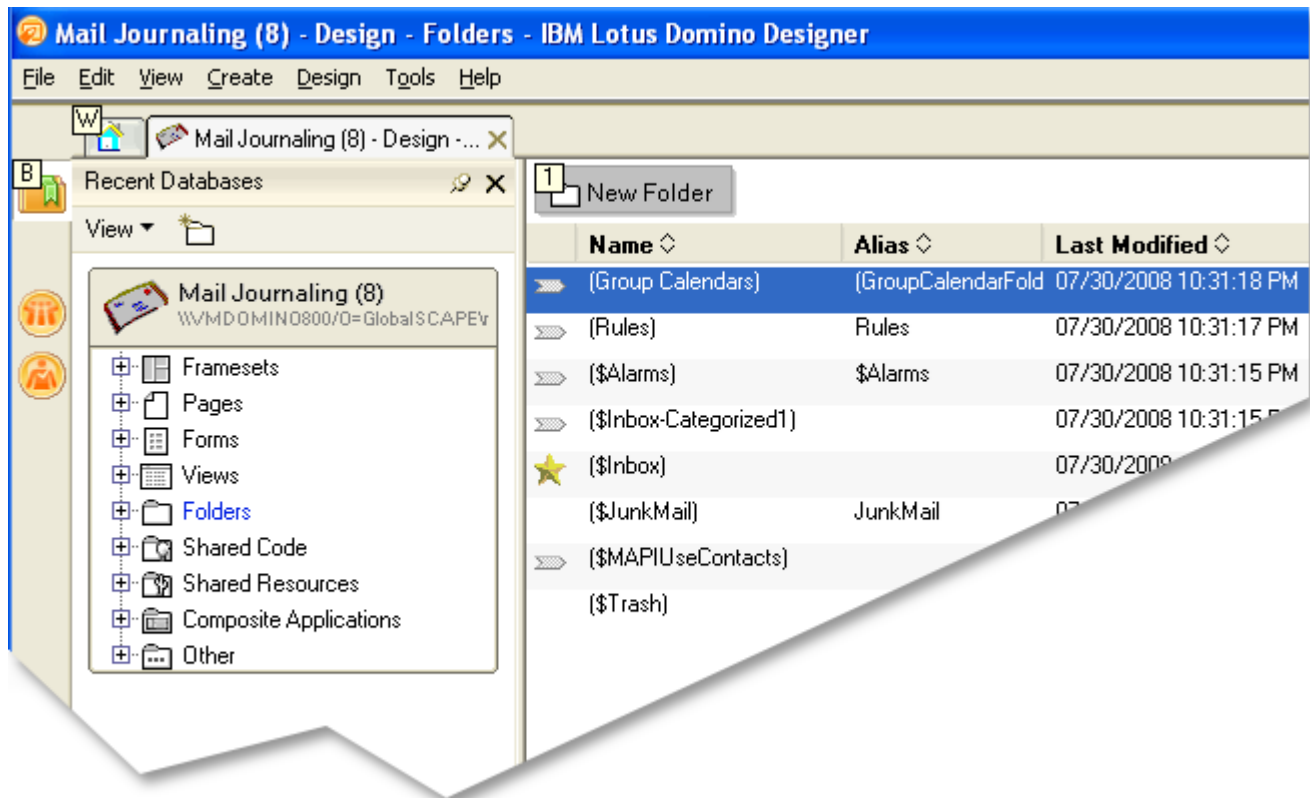 Mail Journaling (8) - Design - Folders - IBM Lotus Domino Designer
File Edit View Create Design Tools Help
W
Mail Journaling (8) - Design -...
B
Recent Databases
View
Mail Journaling (8)
\\VMDOMINO800/O=GlobalSCAPE\r
Framesets
Pages
Forms
Views
Folders
Shared Code
Shared Resources
Composite Applications
Other
1 New Folder
Name Alias Last Modified
(Group Calendars) (GroupCalendarFold 07/30/2008 10:31:18 PM
(Rules) Rules 07/30/2008 10:31:17 PM
($Alarms) $Alarms 07/30/2008 10:31:15 PM
($Inbox-Categorized1) 07/30/2008 10:31:15
($Inbox) 07/30/2008
($JunkMail) JunkMail 07
($MAPIUseContacts)
($Trash)